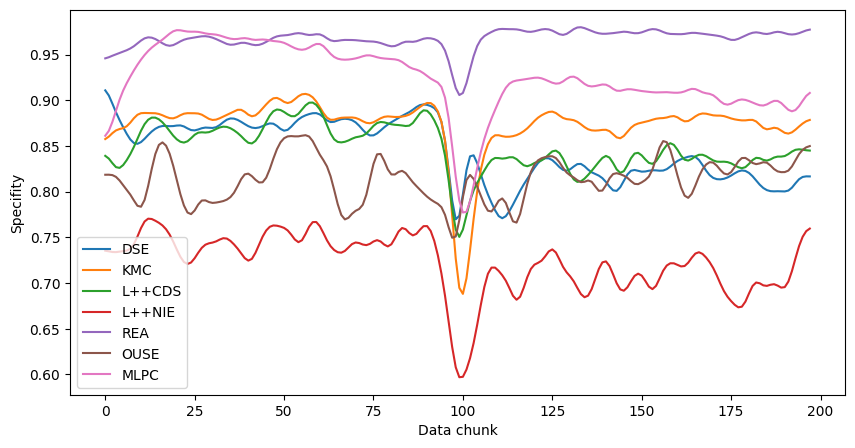 0.95
0.90
0.85
0.80
0.75
0.70
0.65
0.60
Specifity
DSE
KMC
L++CDS
L++NIE
REA
OUSE
MLPC
0 25 50 75 100 125 150 175 200
Data chunk